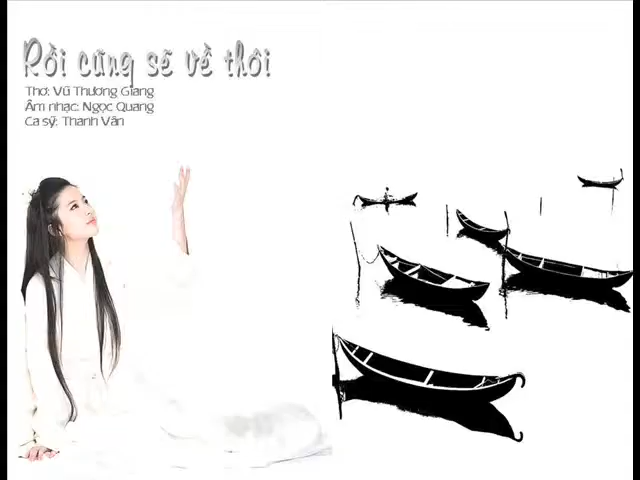 Rồi cũng sẽ về thôi
Thơ: Vũ Thương Giang
Âm nhạc: Ngọc Quang
Ca sỹ: Thanh Vân